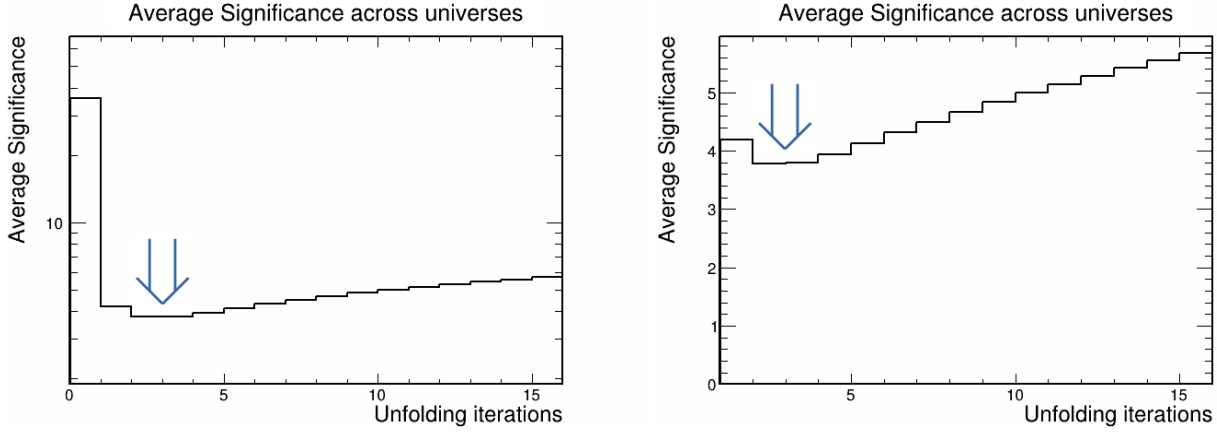 Average Significance across universes
Average Significance
10
0 5 10 15
Unfolding iterations
Average Significance across universes
Average Significance
5
4
3
2
1
0
5 10 15
Unfolding iterations